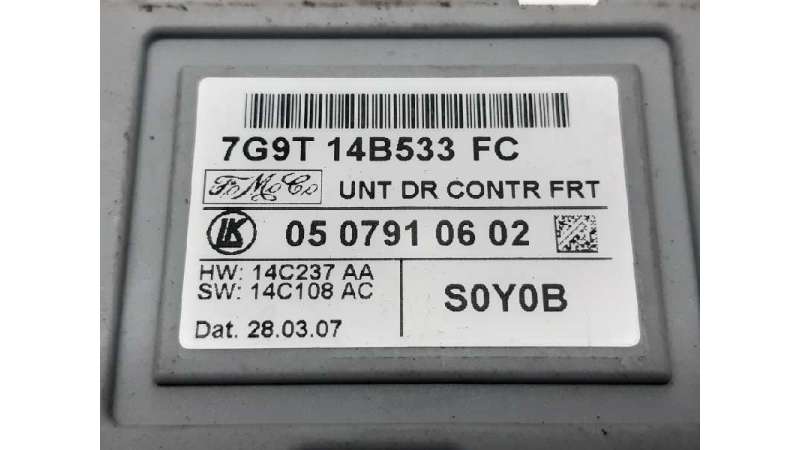 7G9T 14B533 FC
FoMoCo UNT DR CONTR FRT
LK 05 0791 06 02
HW: 14C237 AA
SW: 14C108 AC
S0Y0B
Dat. 28.03.07